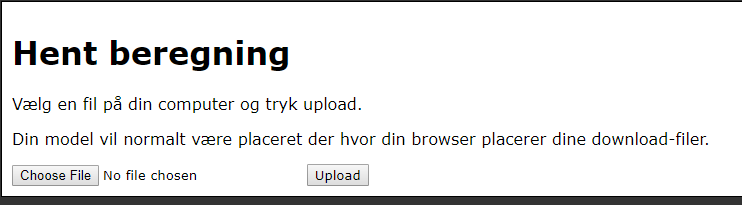 Hent beregning
Vælg en fil på din computer og tryk upload.
Din model vil normalt være placeret der hvor din browser placerer dine download-filer.
Choose File No file chosen Upload